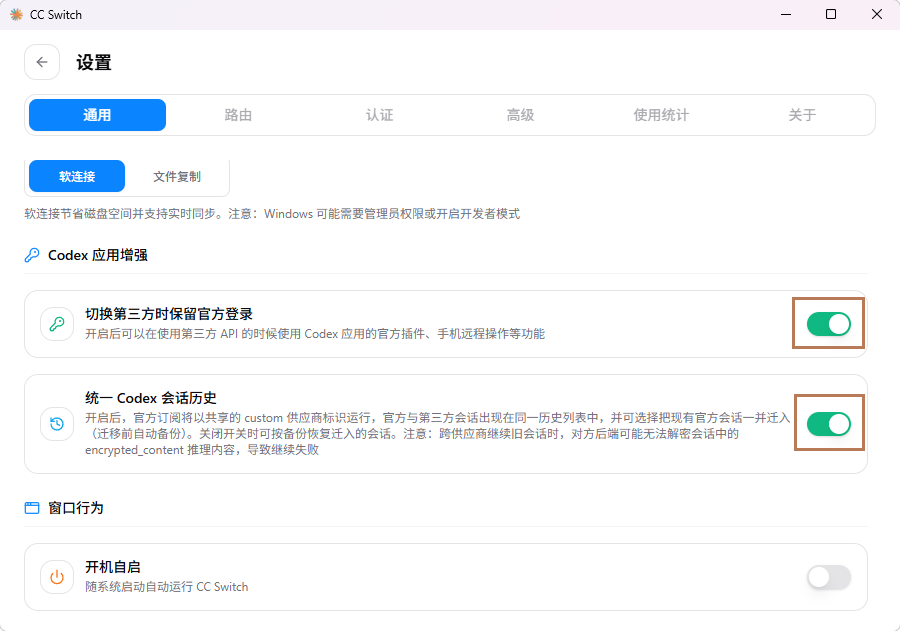 CC Switch
设置
通用
路由
认证
高级
使用统计
关于
软连接
文件复制
软连接节省磁盘空间并支持实时同步。注意：Windows 可能需要管理员权限或开启开发者模式
Codex 应用增强
切换第三方时保留官方登录
开启后可以在使用第三方 API 的时候使用 Codex 应用的官方插件、手机远程操作等功能
统一 Codex 会话历史
开启后，官方订阅将以共享的 custom 供应商标识运行，官方与第三方会话出现在同一历史列表中，并可选择把现有官方会话一并迁入
（迁移前自动备份）。关闭开关时可按备份恢复迁入的会话。注意：跨供应商继续旧会话时，对方后端可能无法解密会话中的
encrypted_content 推理内容，导致继续失败
窗口行为
开机自启
随系统启动自动运行 CC Switch